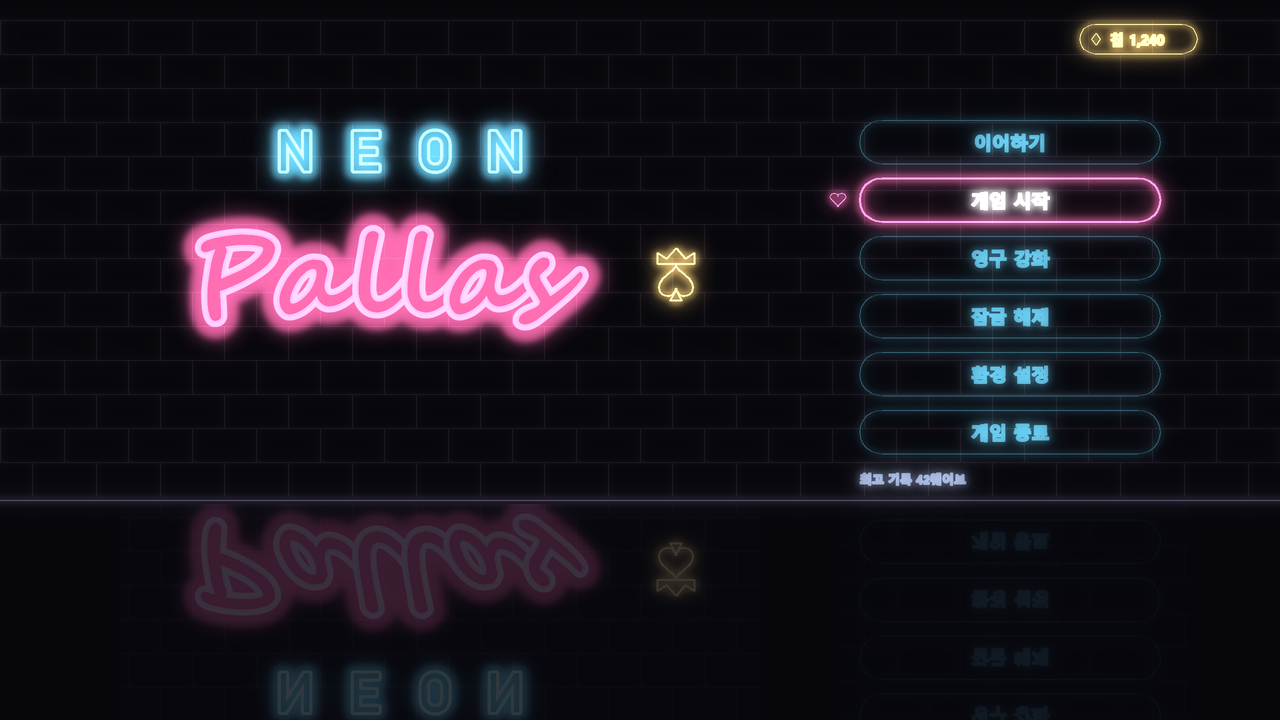 칩 1,240
NEON
Pallas
이어하기
게임 시작
영구 강화
잠금 해제
환경 설정
게임 종료
최고 기록 42웨이브